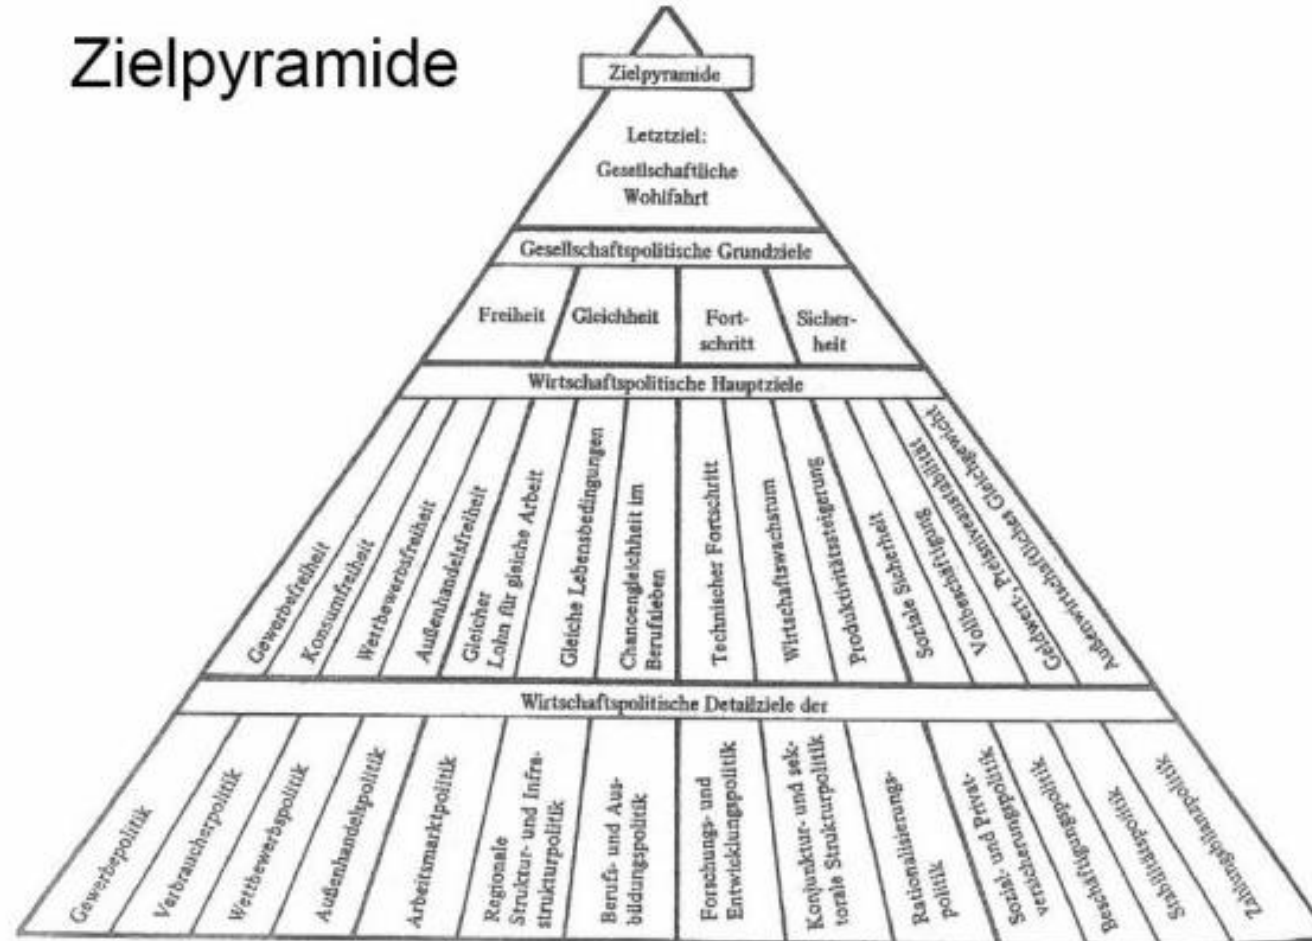 Zielpyramide
Zielpyramide
Letztziel:
Gesellschaftliche
Wohlfahrt
Gesellschaftspolitische Grundziele
Freiheit
Gleichheit
Fort-
schritt
Sicher-
heit
Wirtschaftspolitische Hauptziele
Gewerbefreiheit
Konsumfreiheit
Wettbewerbsfreiheit
Außenhandelsfreiheit
Gleicher
Lohn für gleiche Arbeit
Gleiche Lebensbedingungen
Chancengleichheit im
Berufsleben
Technischer Fortschritt
Wirtschaftswachstum
Produktivitätssteigerung
Soziale Sicherheit
Vollbeschäftigung
Geldwert-, Preisniveaustabilität
Außenwirtschaftliches Gleichgewicht
Wirtschaftspolitische Detailziele der
Gewerbepolitik
Verbraucherpolitik
Wettbewerbspolitik
Außenhandelspolitik
Arbeitsmarktpolitik
Regionale
Struktur- und Infra-
strukturpolitik
Berufs- und Aus-
bildungspolitik
Forschungs- und
Entwicklungspolitik
Konjunktur- und sek-
torale Strukturpolitik
Rationalisierungs-
politik
Sozial- und Privat-
versicherungspolitik
Beschäftigungspolitik
Stabilitätspolitik
Zahlungsbilanzpolitik